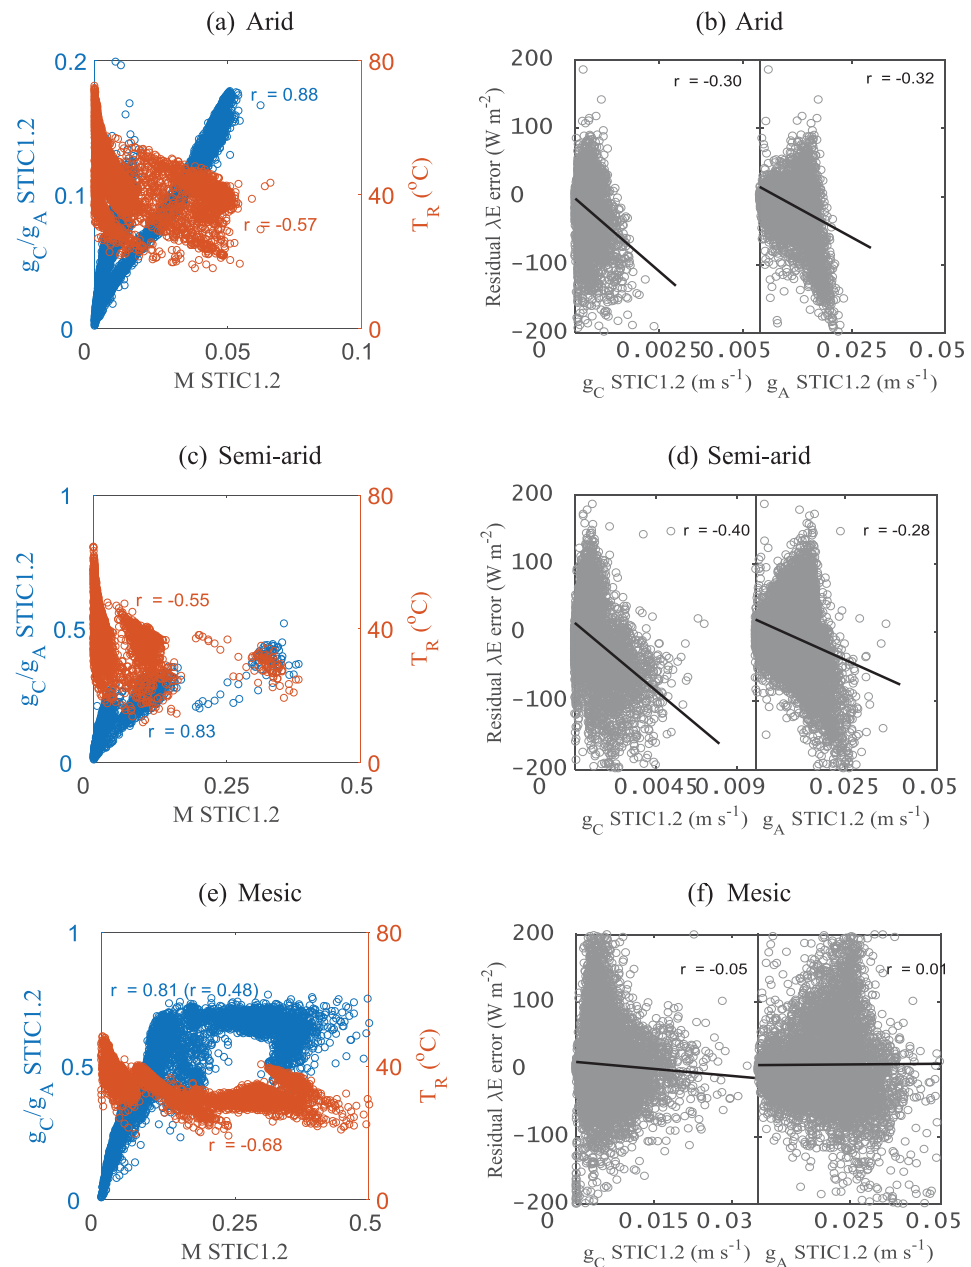 (a) Arid
(b) Arid
0.2
0.1
0
g_C/g_A STIC1.2
80
40
0
T_R (°C)
r = 0.88
r = -0.57
0
0.05
0.1
M STIC1.2
200
100
0
-100
-200
Residual λE error (W m⁻²)
r = -0.30
r = -0.32
0
0.0025
0.005
0.025
0.05
g_C STIC1.2 (m s⁻¹)
g_A STIC1.2 (m s⁻¹)
(c) Semi-arid
(d) Semi-arid
1
0.5
0
g_C/g_A STIC1.2
80
40
0
T_R (°C)
r = -0.55
r = 0.83
0
0.25
0.5
M STIC1.2
200
100
0
-100
-200
Residual λE error (W m⁻²)
r = -0.40
r = -0.28
0
0.0045
0.009
0.025
0.05
g_C STIC1.2 (m s⁻¹)
g_A STIC1.2 (m s⁻¹)
(e) Mesic
(f) Mesic
1
0.5
0
g_C/g_A STIC1.2
80
40
0
T_R (°C)
r = 0.81 (r = 0.48)
r = -0.68
0
0.25
0.5
M STIC1.2
200
100
0
-100
-200
Residual λE error (W m⁻²)
r = -0.05
r = 0.01
0
0.015
0.03
0.025
0.05
g_C STIC1.2 (m s⁻¹)
g_A STIC1.2 (m s⁻¹)